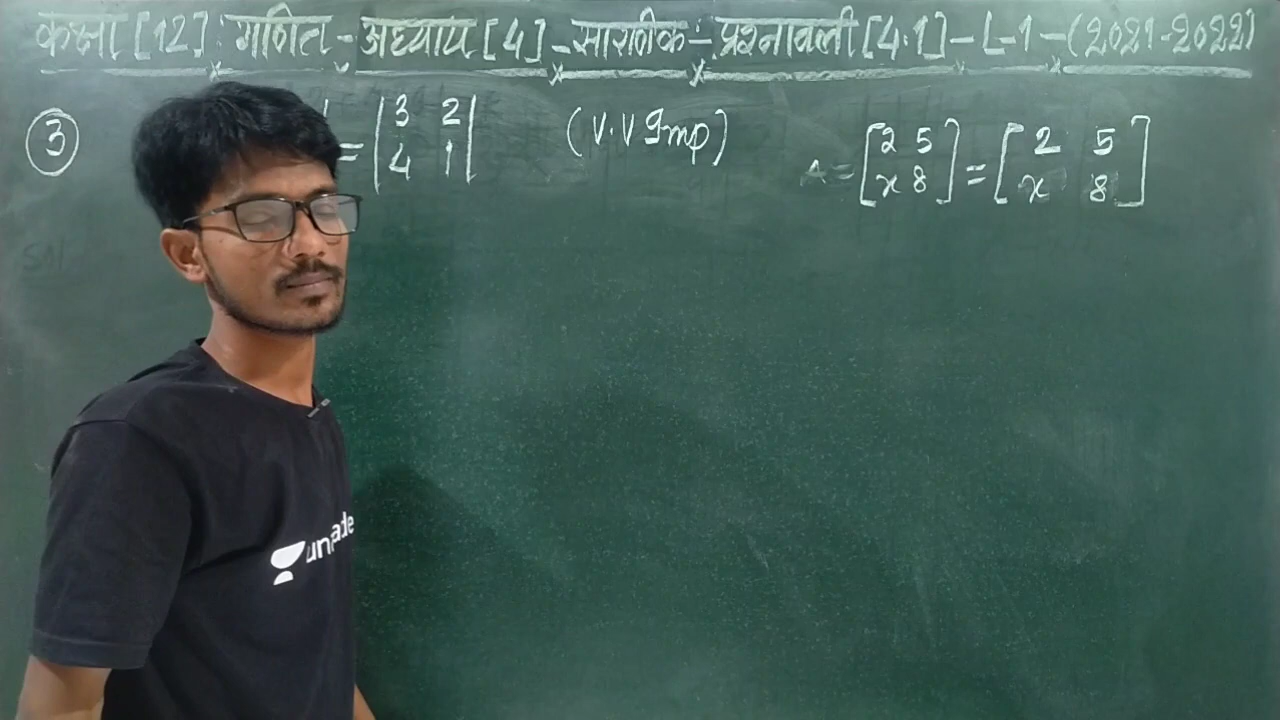 कक्षा [12] गणित - अध्याय [4] - सारणीक - प्रश्नावली [4.1] - L-1 - (2021-2022)
③ = |3 2| (V.V Imp) A = [2 5] = [2 5]
|4 1| [x 8] [x 8]
Sol
unacade